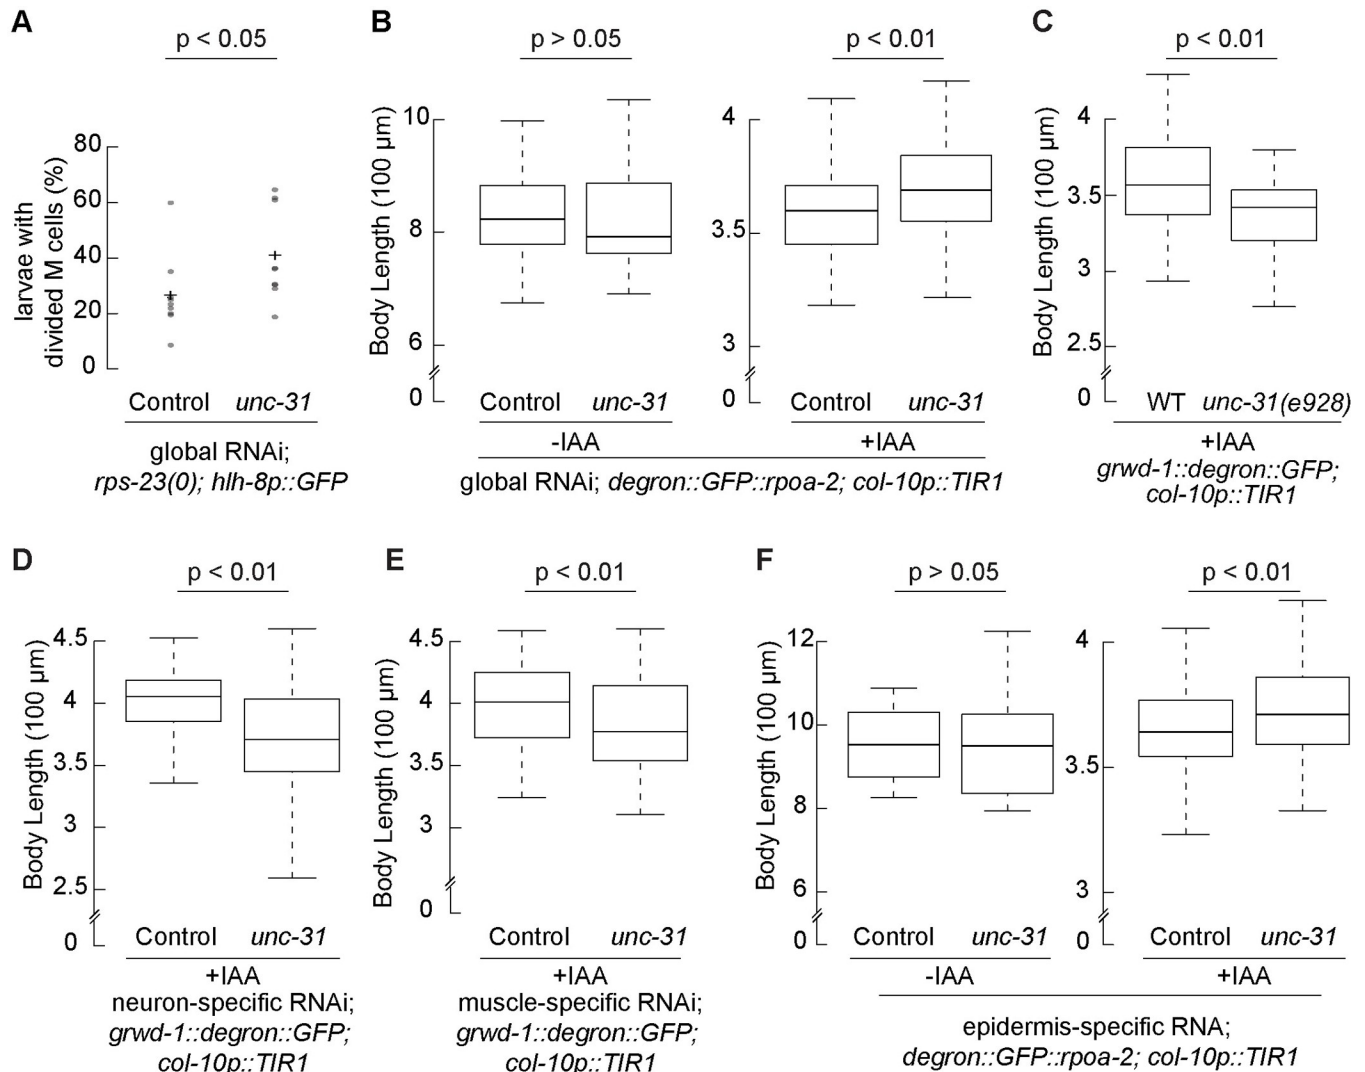 A
p < 0.05
larvae with
divided M cells (%)
80
60
40
20
0
Control
unc-31
global RNAi;
rps-23(0); hlh-8p::GFP
B
p > 0.05
Body Length (100 µm)
10
8
6
0
Control
unc-31
-IAA
p < 0.01
Body Length (100 µm)
4
3.5
3
0
Control
unc-31
+IAA
global RNAi; degron::GFP::rpoa-2; col-10p::TIR1
C
p < 0.01
Body Length (100 µm)
4
3.5
3
2.5
0
WT
unc-31(e928)
+IAA
grwd-1::degron::GFP;
col-10p::TIR1
D
p < 0.01
Body Length (100 µm)
4.5
4
3.5
3
2.5
0
Control
unc-31
+IAA
neuron-specific RNAi;
grwd-1::degron::GFP;
col-10p::TIR1
E
p < 0.01
Body Length (100 µm)
4.5
4
3.5
3
0
Control
unc-31
+IAA
muscle-specific RNAi;
grwd-1::degron::GFP;
col-10p::TIR1
F
p > 0.05
Body Length (100 µm)
12
10
8
6
0
Control
unc-31
-IAA
p < 0.01
4
3.5
3
0
Control
unc-31
+IAA
epidermis-specific RNA;
degron::GFP::rpoa-2; col-10p::TIR1